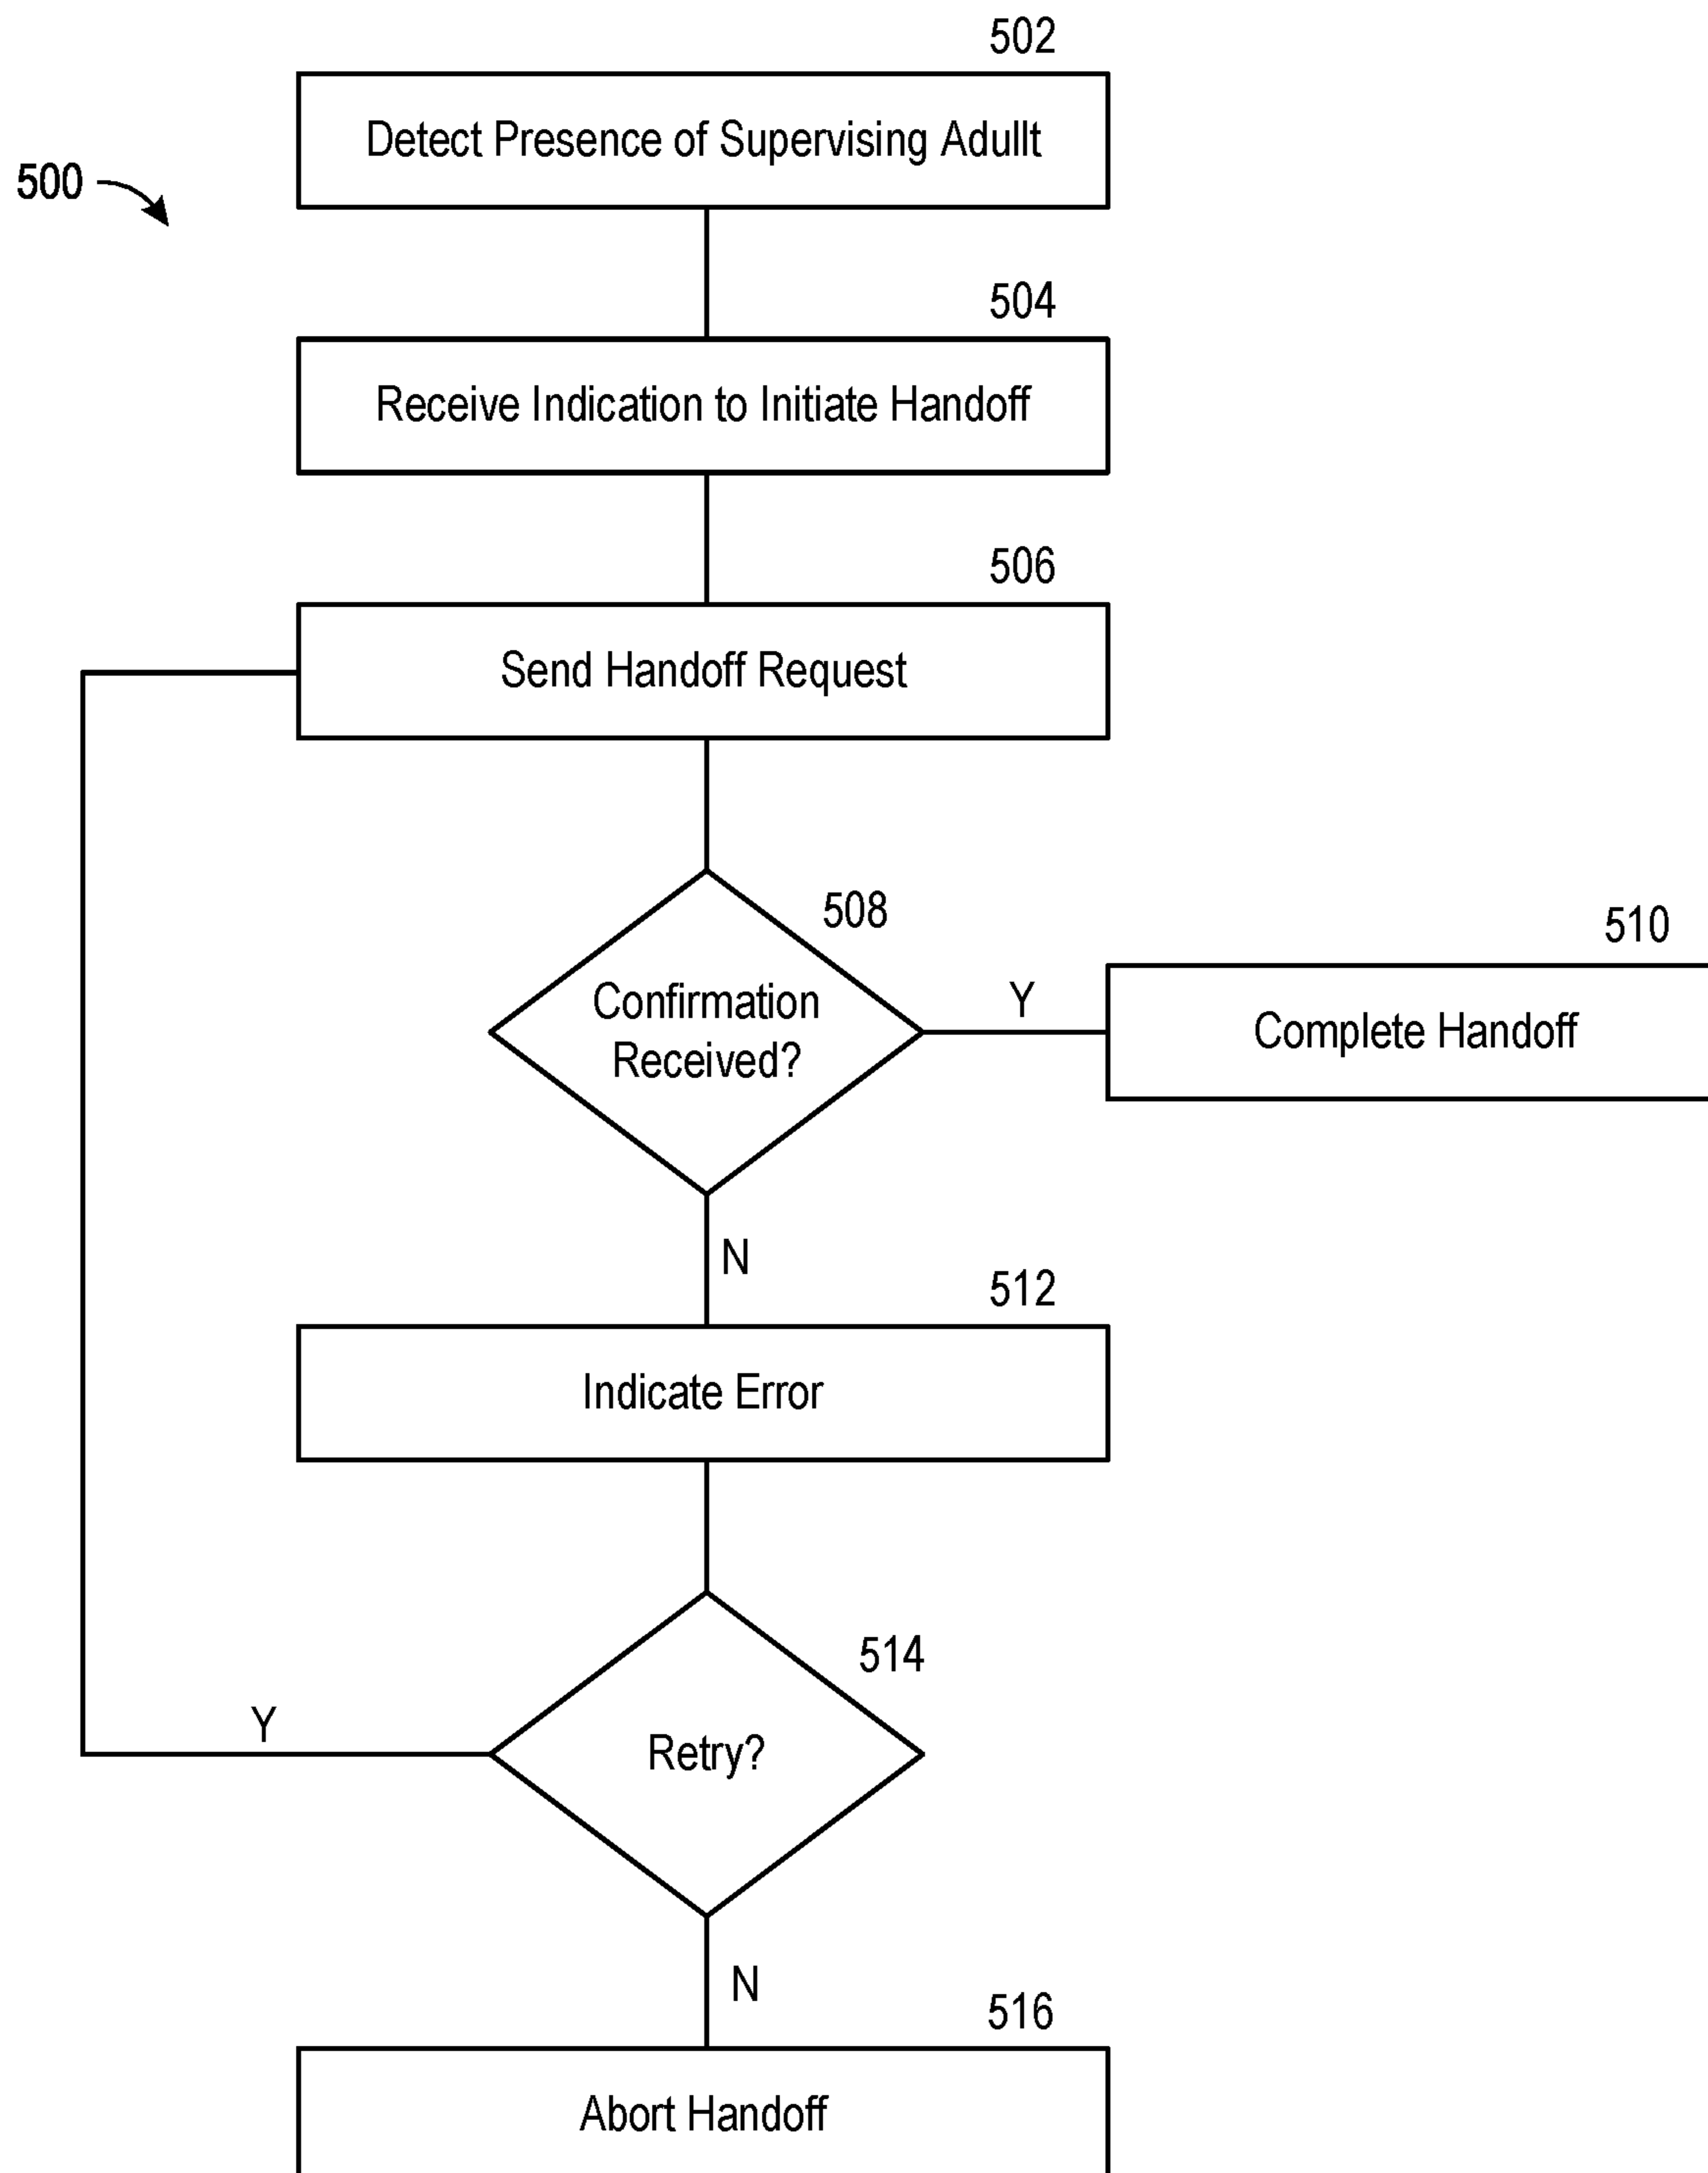 502
Detect Presence of Supervising Adullt
500
504
Receive Indication to Initiate Handoff
506
Send Handoff Request
508
Confirmation
Received?
Y
510
Complete Handoff
N
512
Indicate Error
514
Retry?
Y
N
516
Abort Handoff